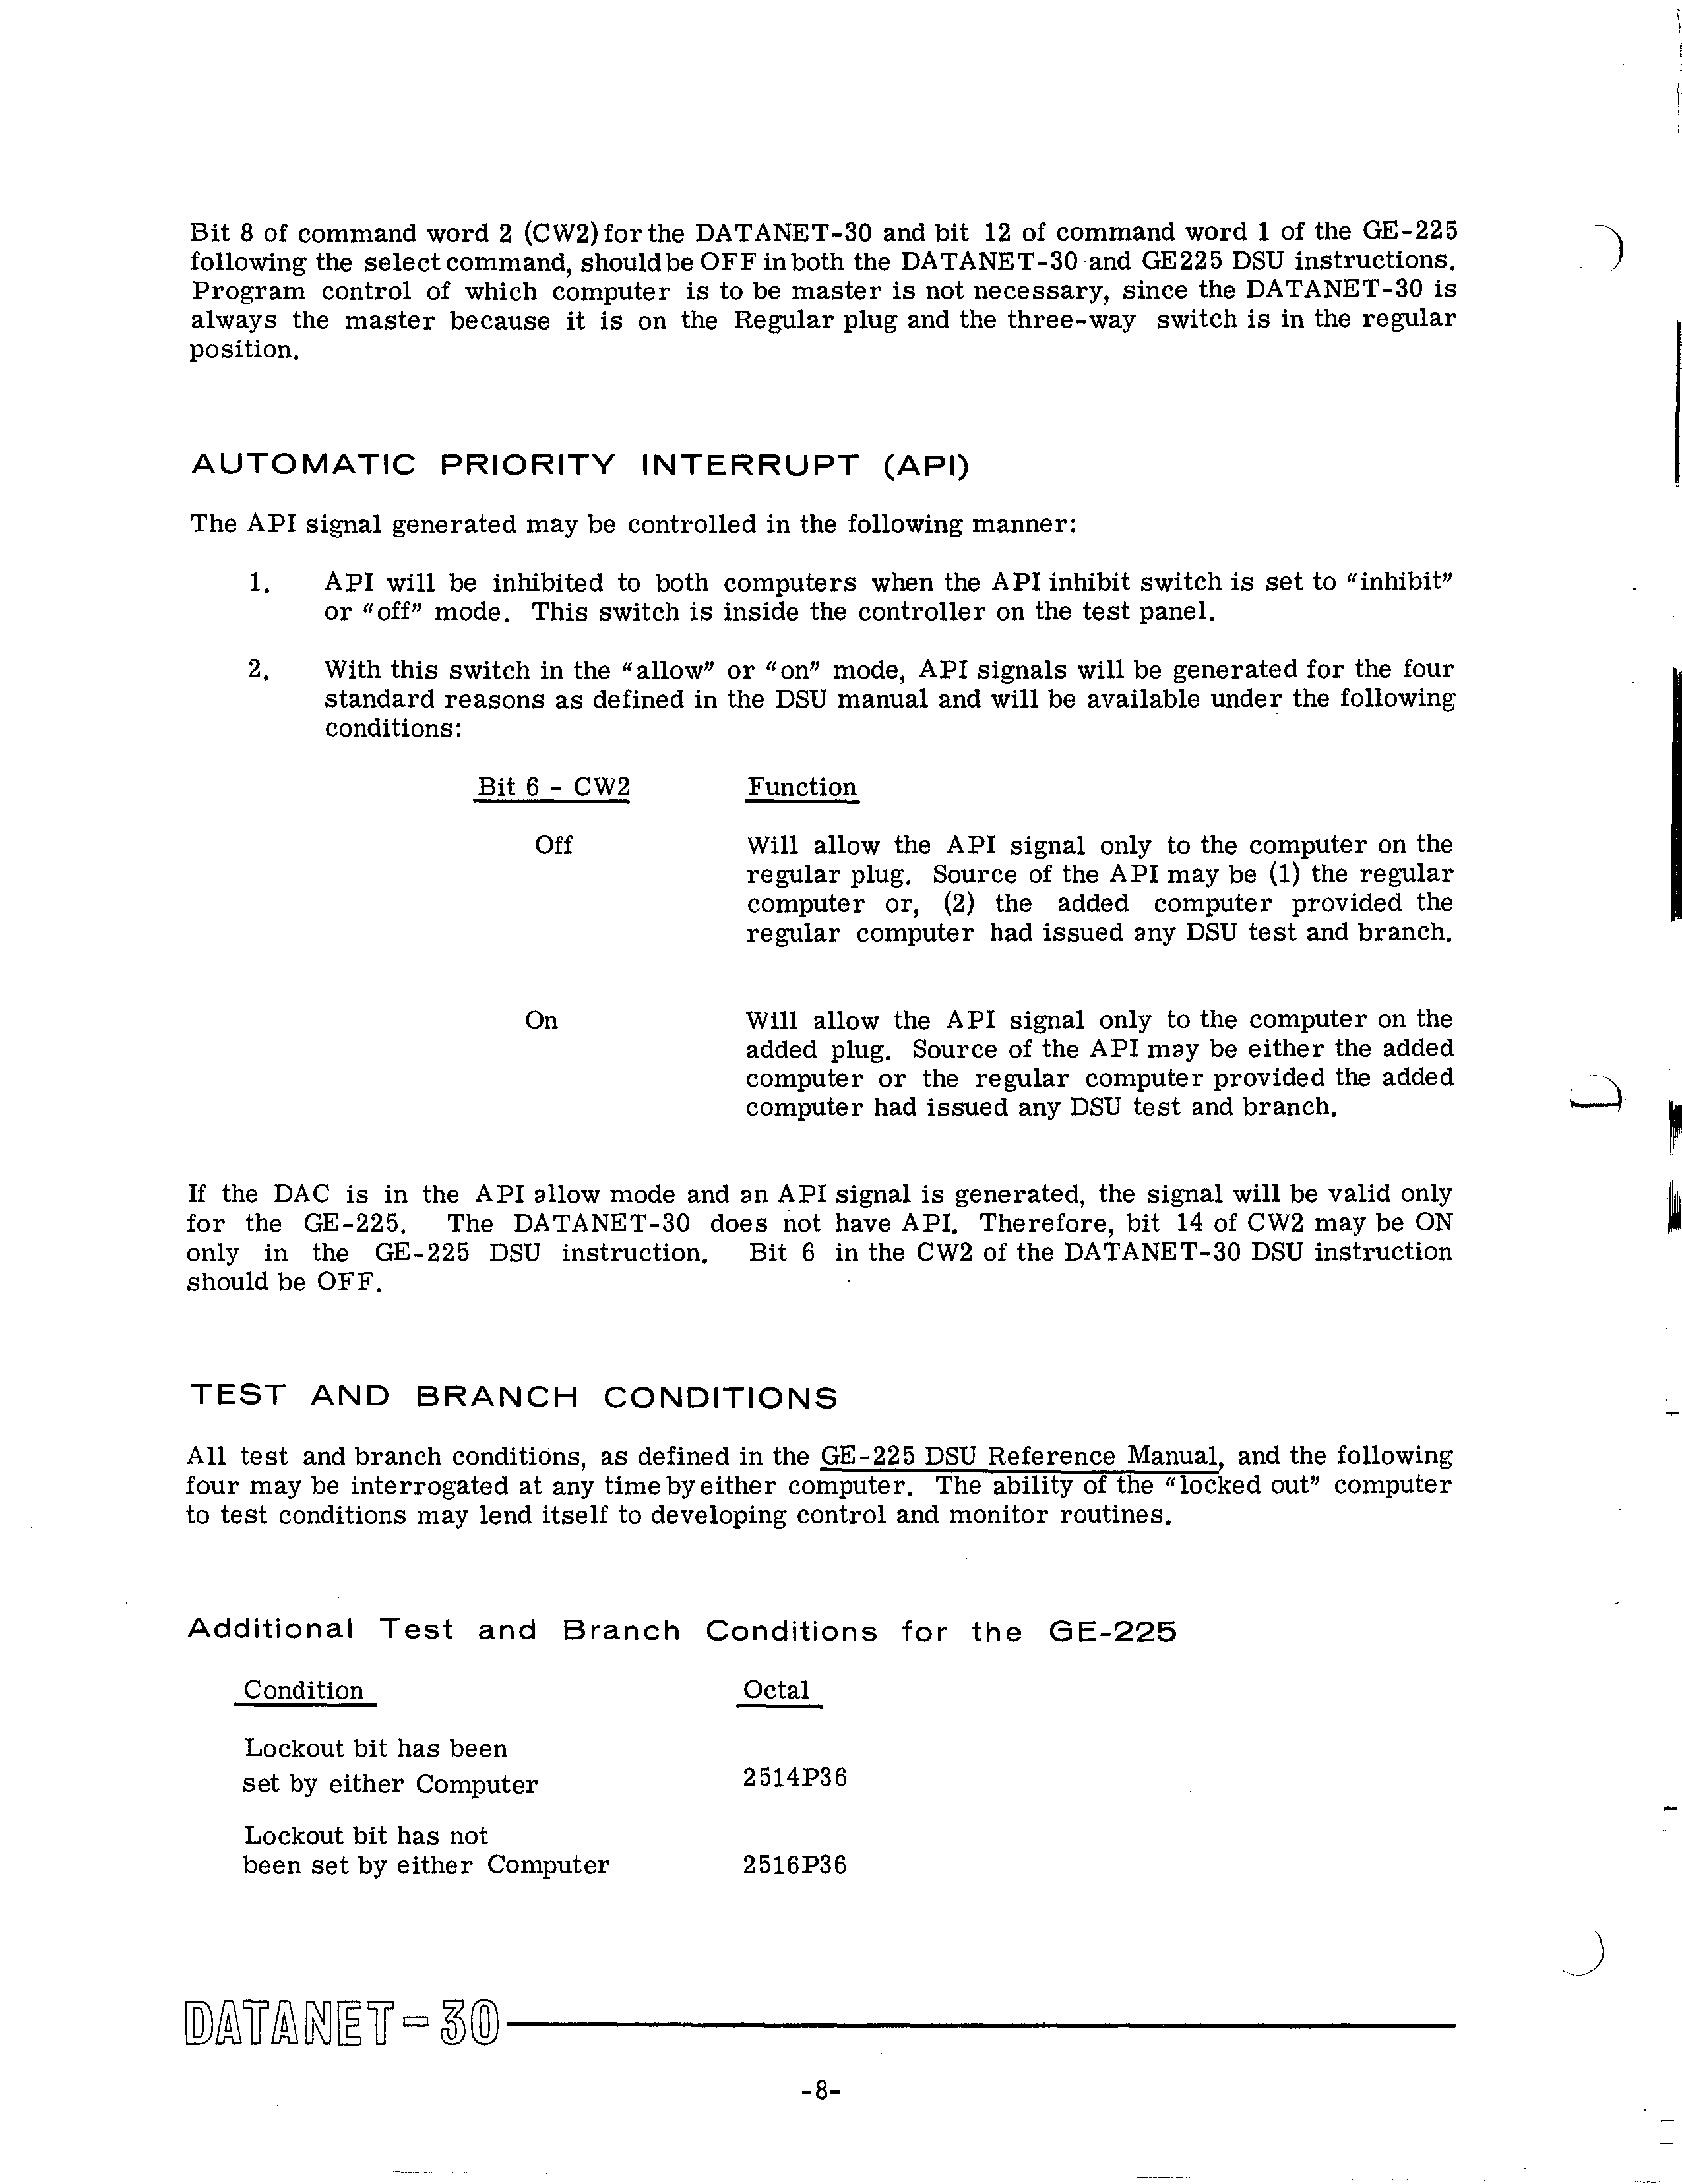 Bit 8 of command word 2 (CW2) for the DATANET-30 and bit 12 of command word 1 of the GE-225
following the select command, should be OFF in both the DATANET-30 and GE225 DSU instructions.
Program control of which computer is to be master is not necessary, since the DATANET-30 is
always the master because it is on the Regular plug and the three-way switch is in the regular
position.
AUTOMATIC PRIORITY INTERRUPT (API)
The API signal generated may be controlled in the following manner:
1. API will be inhibited to both computers when the API inhibit switch is set to “inhibit”
or “off” mode. This switch is inside the controller on the test panel.
2. With this switch in the “allow” or “on” mode, API signals will be generated for the four
standard reasons as defined in the DSU manual and will be available under the following
conditions:
Bit 6 - CW2 Function
Off Will allow the API signal only to the computer on the
regular plug. Source of the API may be (1) the regular
computer or, (2) the added computer provided the
regular computer had issued any DSU test and branch.
On Will allow the API signal only to the computer on the
added plug. Source of the API may be either the added
computer or the regular computer provided the added
computer had issued any DSU test and branch.
If the DAC is in the API allow mode and an API signal is generated, the signal will be valid only
for the GE-225. The DATANET-30 does not have API. Therefore, bit 14 of CW2 may be ON
only in the GE-225 DSU instruction. Bit 6 in the CW2 of the DATANET-30 DSU instruction
should be OFF.
TEST AND BRANCH CONDITIONS
All test and branch conditions, as defined in the GE-225 DSU Reference Manual, and the following
four may be interrogated at any time by either computer. The ability of the “locked out” computer
to test conditions may lend itself to developing control and monitor routines.
Additional Test and Branch Conditions for the GE-225
Condition Octal
Lockout bit has been
set by either Computer 2514P36
Lockout bit has not
been set by either Computer 2516P36
DATANET-30
-8-